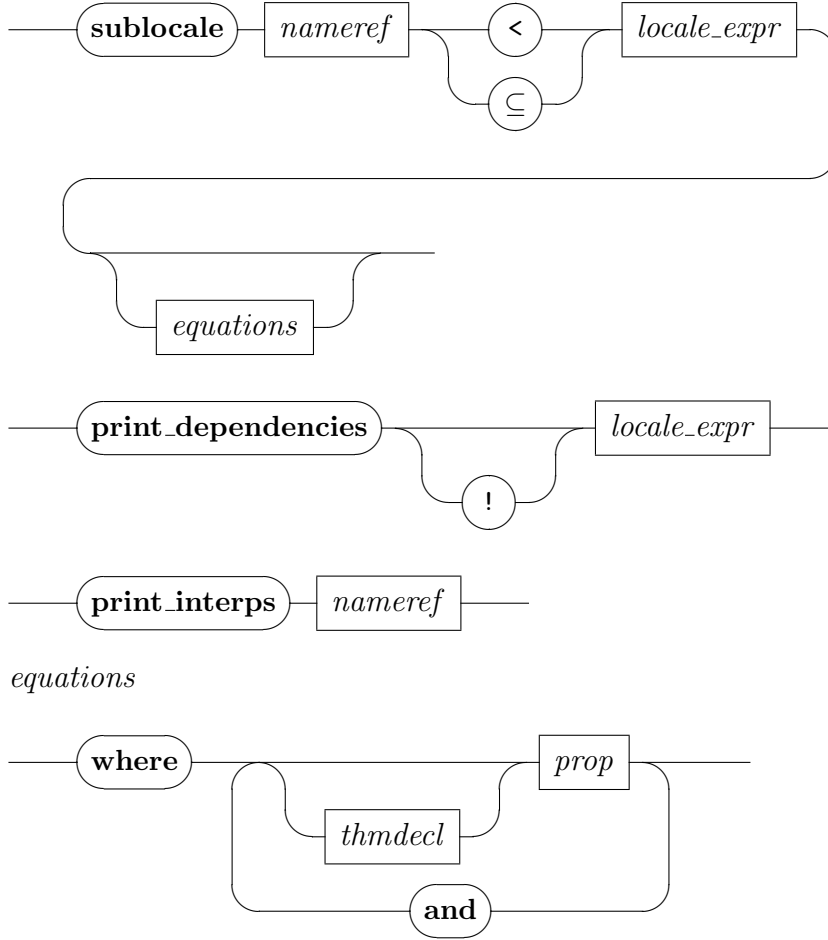 sublocale nameref < locale_expr
⊆
equations
print_dependencies locale_expr
!
print_interps nameref
equations
where prop
thmdecl
and